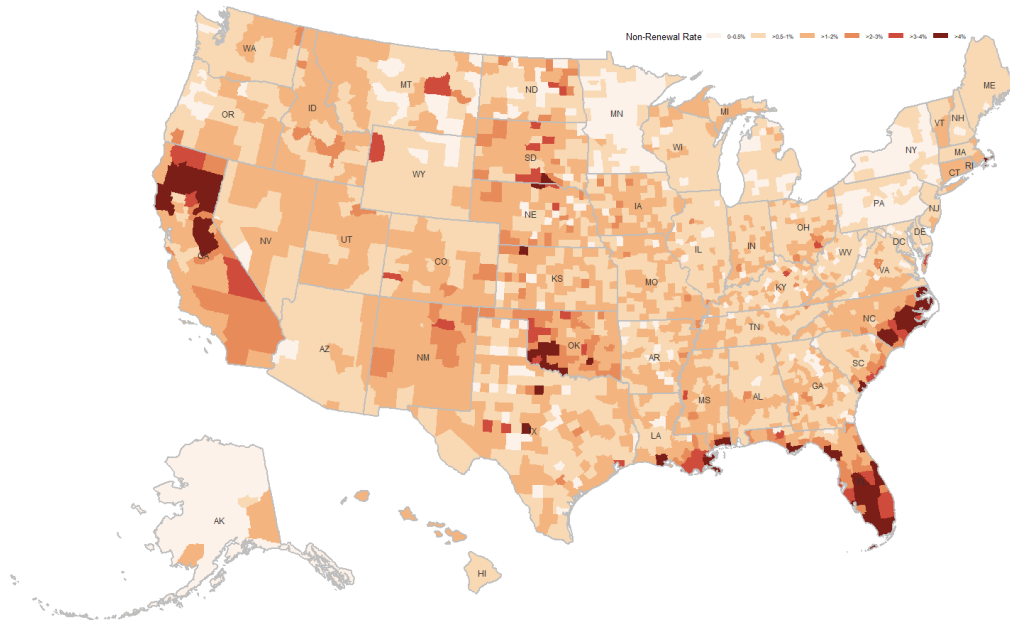 Non-Renewal Rate 0-0.5% >0.5-1% >1-2% >2-3% >3-4% >4%
WA
MT
ND
MN
MI
ME
VT
NH
OR
ID
SD
WI
NY
MA
RI
CT
WY
NE
IA
PA
NJ
NV
UT
CO
IL
IN
OH
DE
DC
WV
VA
CA
KS
MO
KY
AZ
NM
OK
AR
TN
NC
SC
MS
AL
GA
LA
AK
HI